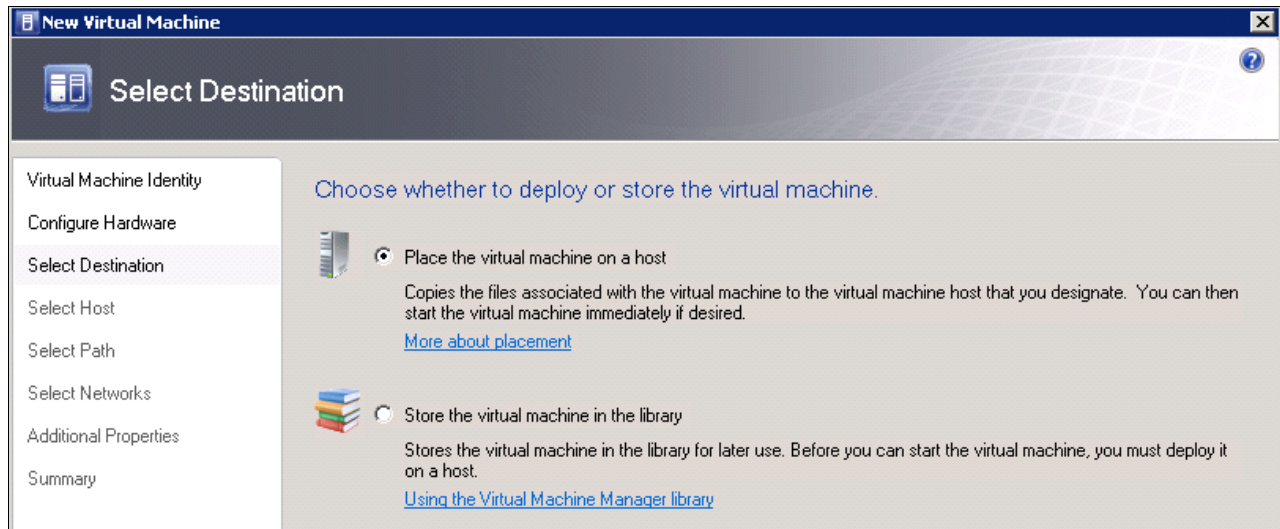 New Virtual Machine
Select Destination
Virtual Machine Identity
Configure Hardware
Select Destination
Select Host
Select Path
Select Networks
Additional Properties
Summary
Choose whether to deploy or store the virtual machine.
Place the virtual machine on a host
Copies the files associated with the virtual machine to the virtual machine host that you designate. You can then
start the virtual machine immediately if desired.
More about placement
Store the virtual machine in the library
Stores the virtual machine in the library for later use. Before you can start the virtual machine, you must deploy it
on a host.
Using the Virtual Machine Manager library